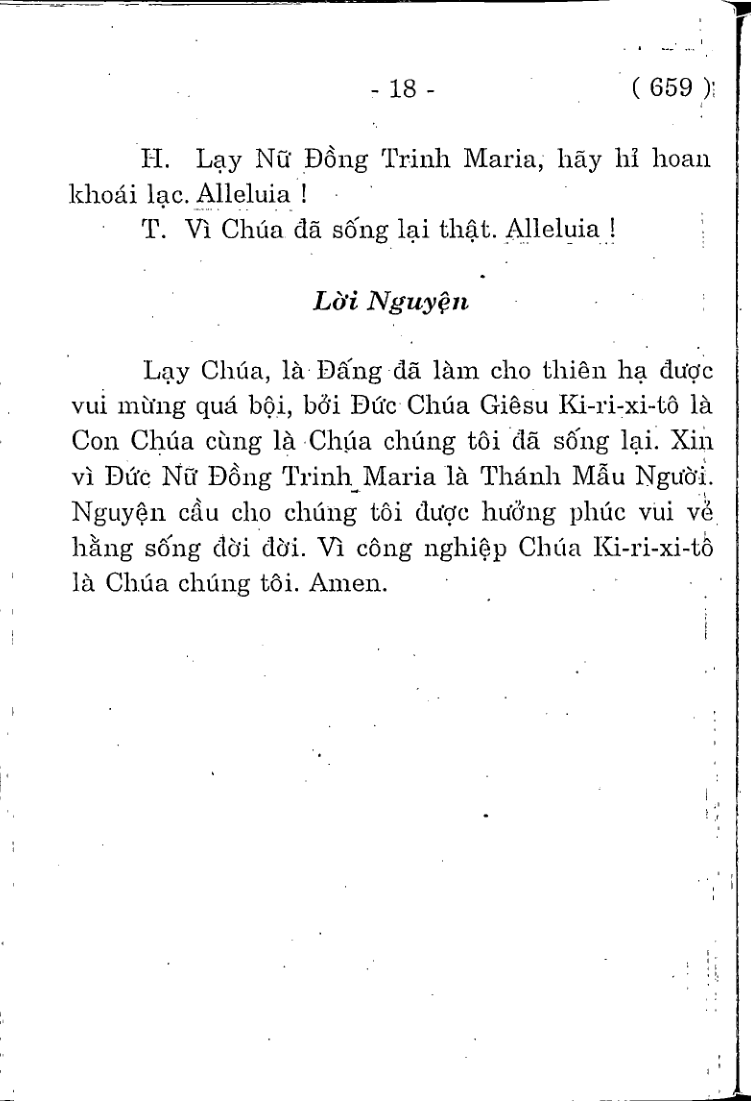 - 18 -
( 659 )
H. Lạy Nữ Đồng Trinh Maria, hãy hỉ hoan
khoái lạc. Alleluia !
T. Vì Chúa đã sống lại thật. Alleluia !
Lời Nguyện
Lạy Chúa, là Đấng đã làm cho thiên hạ được
vui mừng quá bội, bởi Đức Chúa Giêsu Ki-ri-xi-tô là
Con Chúa cùng là Chúa chúng tôi đã sống lại. Xin
vì Đức Nữ Đồng Trinh Maria là Thánh Mẫu Người.
Nguyện cầu cho chúng tôi được hưởng phúc vui vẻ
hằng sống đời đời. Vì công nghiệp Chúa Ki-ri-xi-tô
là Chúa chúng tôi. Amen.